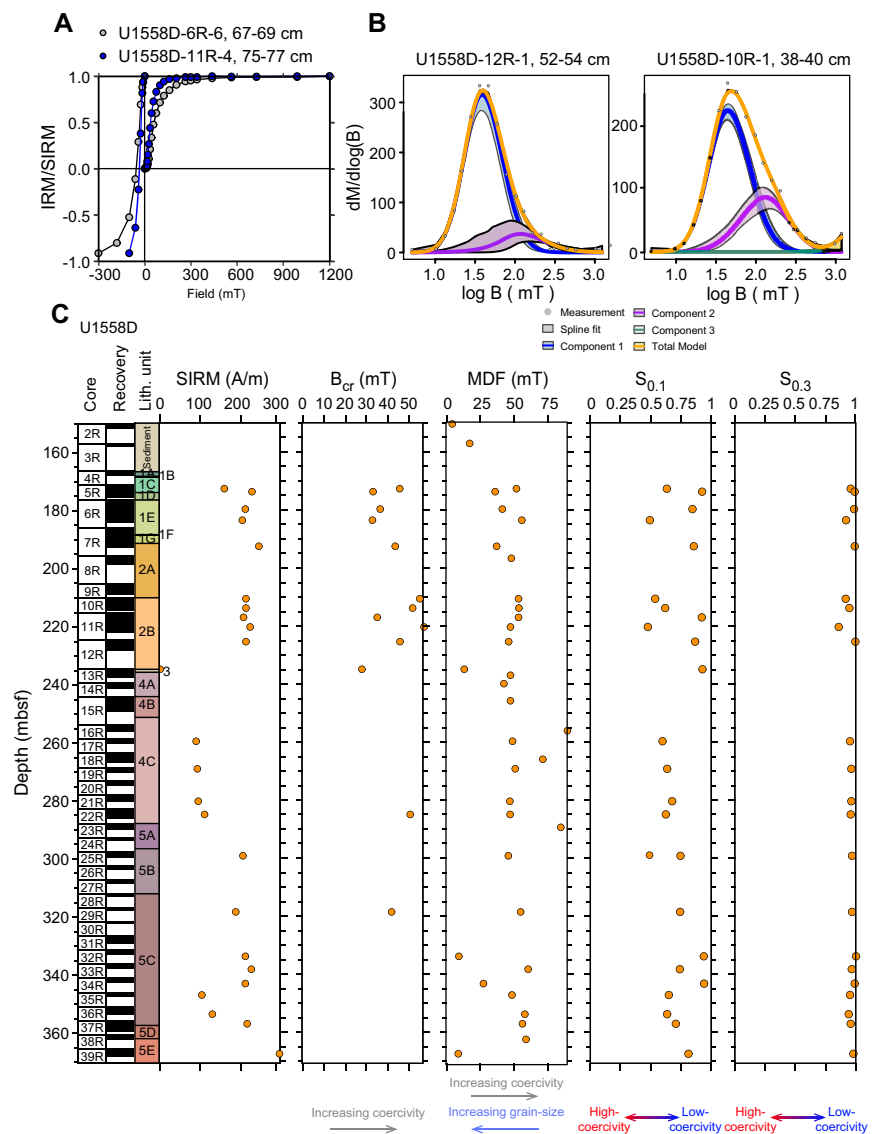 A
U1558D-6R-6, 67-69 cm
U1558D-11R-4, 75-77 cm
IRM/SIRM
1.0
0.5
0.0
-0.5
-1.0
-300 0 300 600 900 1200
Field (mT)
B
U1558D-12R-1, 52-54 cm
U1558D-10R-1, 38-40 cm
dM/dlog(B)
300
200
100
0
1.0 1.5 2.0 2.5 3.0
log B ( mT )
200
100
0
1.0 1.5 2.0 2.5 3.0
log B ( mT )
Measurement
Spline fit
Component 1
Component 2
Component 3
Total Model
C
U1558D
Core
Recovery
Lith. unit
SIRM (A/m)
0 100 200 300
B_cr (mT)
0 10 20 30 40 50
MDF (mT)
0 25 50 75
S_0.1
0 0.25 0.5 0.75 1
S_0.3
0 0.25 0.5 0.75 1
Depth (mbsf)
160
180
200
220
240
260
280
300
320
340
360
2R
3R
4R
5R
6R
7R
8R
9R
10R
11R
12R
13R
14R
15R
16R
17R
18R
19R
20R
21R
22R
23R
24R
25R
26R
27R
28R
29R
30R
31R
32R
33R
34R
35R
36R
37R
38R
39R
Sediment
1A
1B
1C
1D
1E
1F
1G
2A
2B
3
4A
4B
4C
5A
5B
5C
5D
5E
Increasing coercivity
Increasing coercivity
Increasing grain-size
High-
coercivity
Low-
coercivity
High-
coercivity
Low-
coercivity